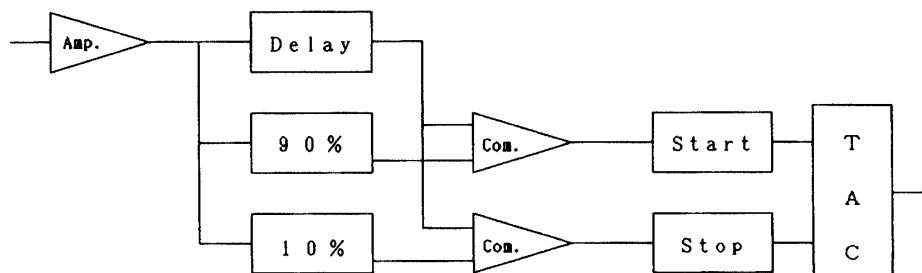 Amp.
Delay
90%
Com.
Start
T
A
C
10%
Com.
Stop